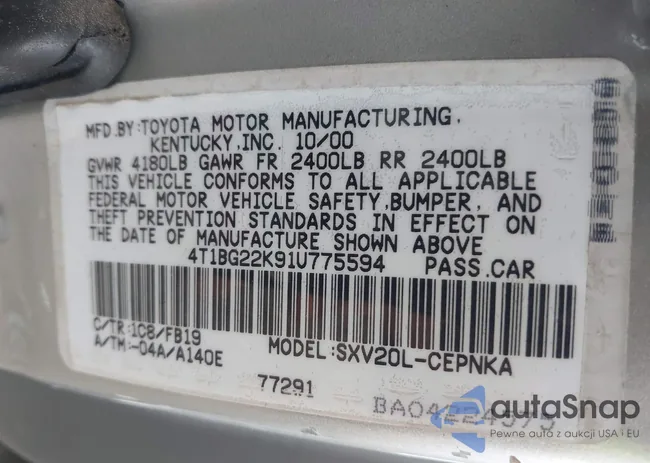 MFD.BY:TOYOTA MOTOR MANUFACTURING,
KENTUCKY,INC. 10/00
GVWR 4180LB GAWR FR 2400LB RR 2400LB
THIS VEHICLE CONFORMS TO ALL APPLICABLE
FEDERAL MOTOR VEHICLE SAFETY,BUMPER, AND
THEFT PREVENTION STANDARDS IN EFFECT ON
THE DATE OF MANUFACTURE SHOWN ABOVE
4T1BG22K91U775594 PASS.CAR
C/TR:1C8/FB19
A/TM:-04A/A140E MODEL:SXV20L-CEPNKA
77291
autoSnap
Pewne auta z aukcji USA i EU